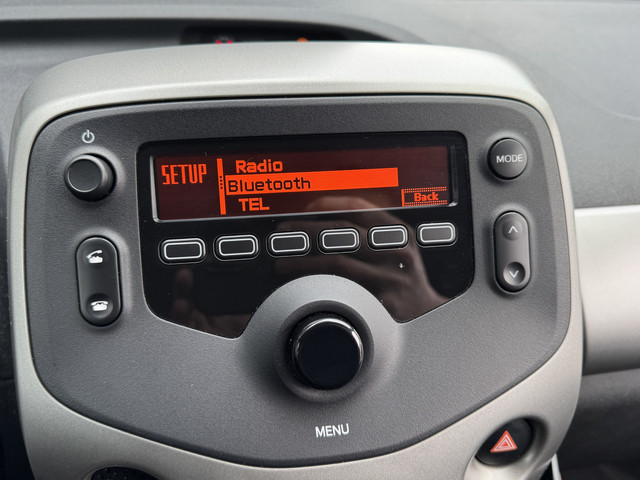 SETUP
Radio
Bluetooth
TEL
Back
MODE
MENU